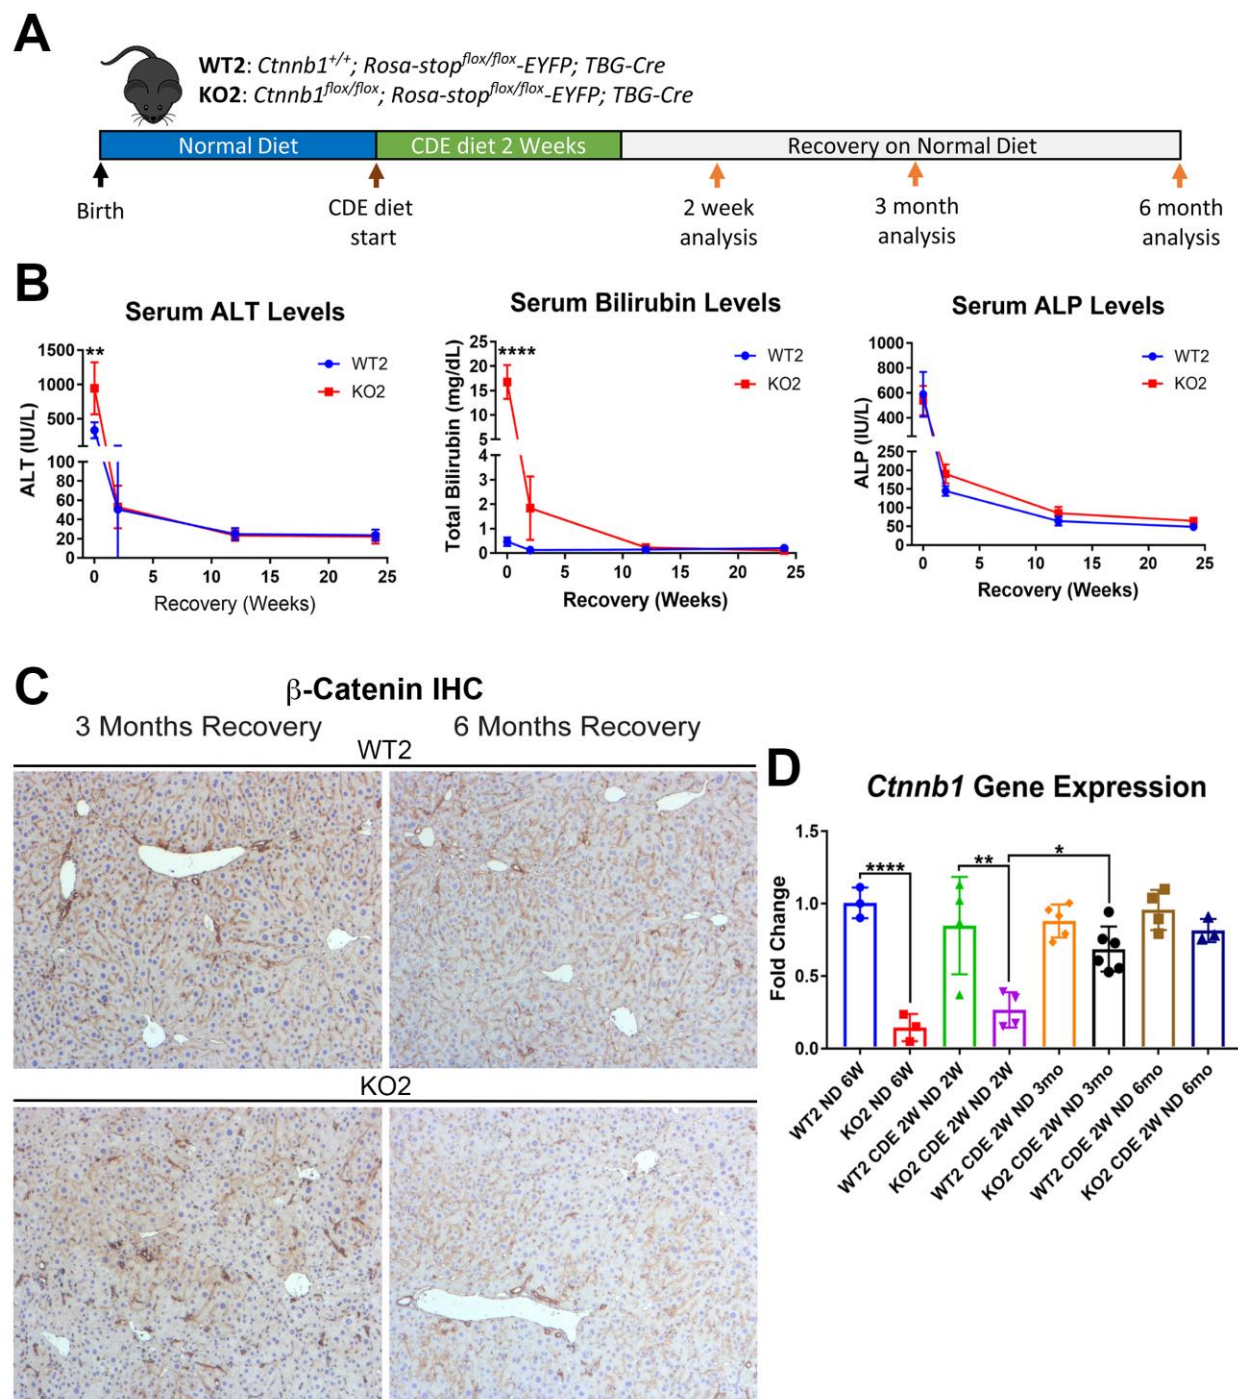 A
WT2: Ctnnb1+/+; Rosa-stopflox/flox-EYFP; TBG-Cre
KO2: Ctnnb1flox/flox; Rosa-stopflox/flox-EYFP; TBG-Cre
Normal Diet
CDE diet 2 Weeks
Recovery on Normal Diet
Birth
CDE diet
start
2 week
analysis
3 month
analysis
6 month
analysis
B
Serum ALT Levels
ALT (IU/L)
1500
1000
500
100
80
60
40
20
0
**
WT2
KO2
0 5 10 15 20 25
Recovery (Weeks)
Serum Bilirubin Levels
Total Bilirubin (mg/dL)
25
20
15
10
5
4
3
2
1
0
****
WT2
KO2
0 5 10 15 20 25
Recovery (Weeks)
Serum ALP Levels
ALP (IU/L)
1000
800
600
400
250
200
150
100
50
0
WT2
KO2
0 5 10 15 20 25
Recovery (Weeks)
C
β-Catenin IHC
3 Months Recovery
6 Months Recovery
WT2
KO2
D
Ctnnb1 Gene Expression
Fold Change
1.5
1.0
0.5
0.0
****
**
*
WT2 ND 6W
KO2 ND 6W
WT2 CDE 2W ND 2W
KO2 CDE 2W ND 2W
WT2 CDE 2W ND 3mo
KO2 CDE 2W ND 3mo
WT2 CDE 2W ND 6mo
KO2 CDE 2W ND 6mo